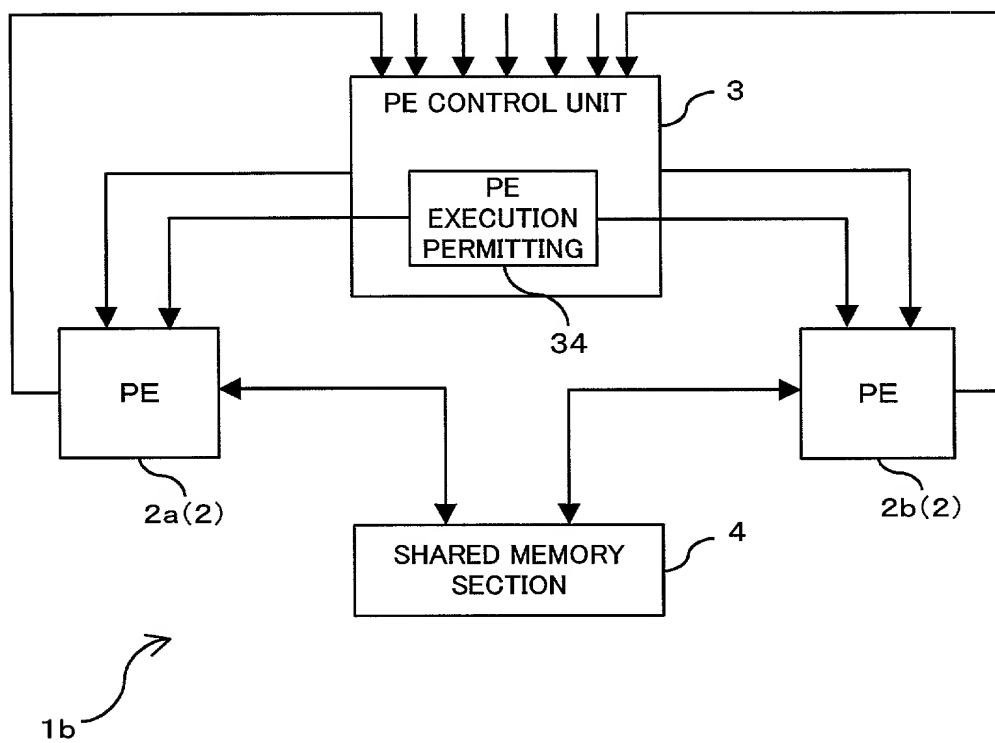 PE CONTROL UNIT
3
PE
EXECUTION
PERMITTING
34
PE
PE
2a(2)
2b(2)
SHARED MEMORY
SECTION
4
1b